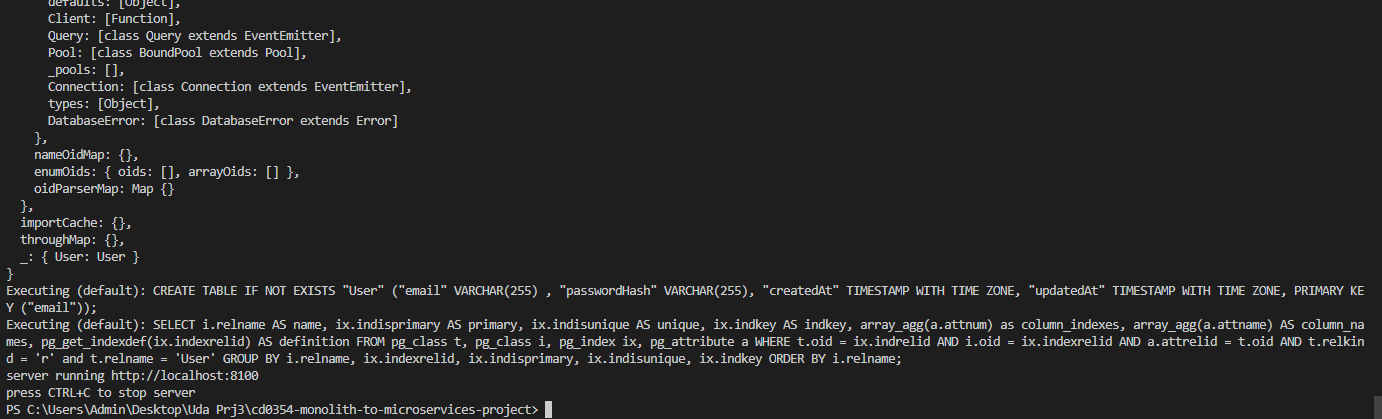 defaults: [Object],
Client: [Function],
Query: [class Query extends EventEmitter],
Pool: [class BoundPool extends Pool],
_pools: [],
Connection: [class Connection extends EventEmitter],
types: [Object],
DatabaseError: [class DatabaseError extends Error]
},
nameOidMap: {},
enumOids: { oids: [], arrayOids: [] },
oidParserMap: Map {}
},
importCache: {},
throughMap: {},
_: { User: User }
}
Executing (default): CREATE TABLE IF NOT EXISTS "User" ("email" VARCHAR(255) , "passwordHash" VARCHAR(255), "createdAt" TIMESTAMP WITH TIME ZONE, "updatedAt" TIMESTAMP WITH TIME ZONE, PRIMARY KE
Y ("email"));
Executing (default): SELECT i.relname AS name, ix.indisprimary AS primary, ix.indisunique AS unique, ix.indkey AS indkey, array_agg(a.attnum) as column_indexes, array_agg(a.attname) AS column_na
mes, pg_get_indexdef(ix.indexrelid) AS definition FROM pg_class t, pg_class i, pg_index ix, pg_attribute a WHERE t.oid = ix.indrelid AND i.oid = ix.indexrelid AND a.attrelid = t.oid AND t.relkin
d = 'r' and t.relname = 'User' GROUP BY i.relname, ix.indexrelid, ix.indisprimary, ix.indisunique, ix.indkey ORDER BY i.relname;
server running http://localhost:8100
press CTRL+C to stop server
PS C:\Users\Admin\Desktop\Uda Prj3\cd0354-monolith-to-microservices-project>